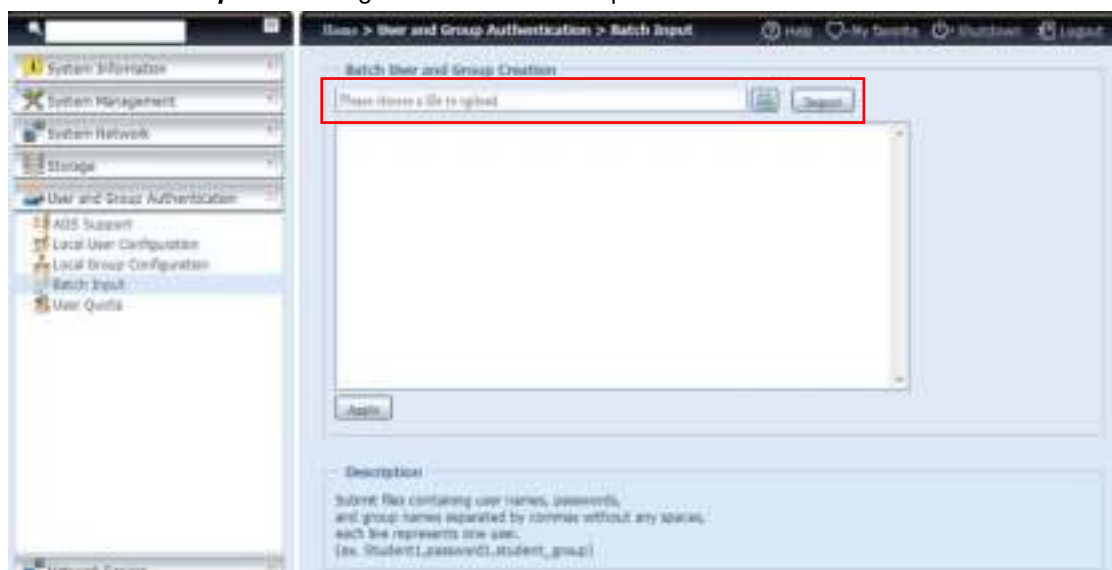 Home > User and Group Authentication > Batch Input
Help My favorite Shutdown Logout
System Information
System Management
System Network
Storage
User and Group Authentication
ADS Support
Local User Configuration
Local Group Configuration
Batch Input
User Quota
Batch User and Group Creation
Please choose a file to upload
Import
Apply
Description
Submit files containing user names, passwords,
and group names separated by commas without any spaces,
each line represents one user.
(ex. Student1,password1,student_group)